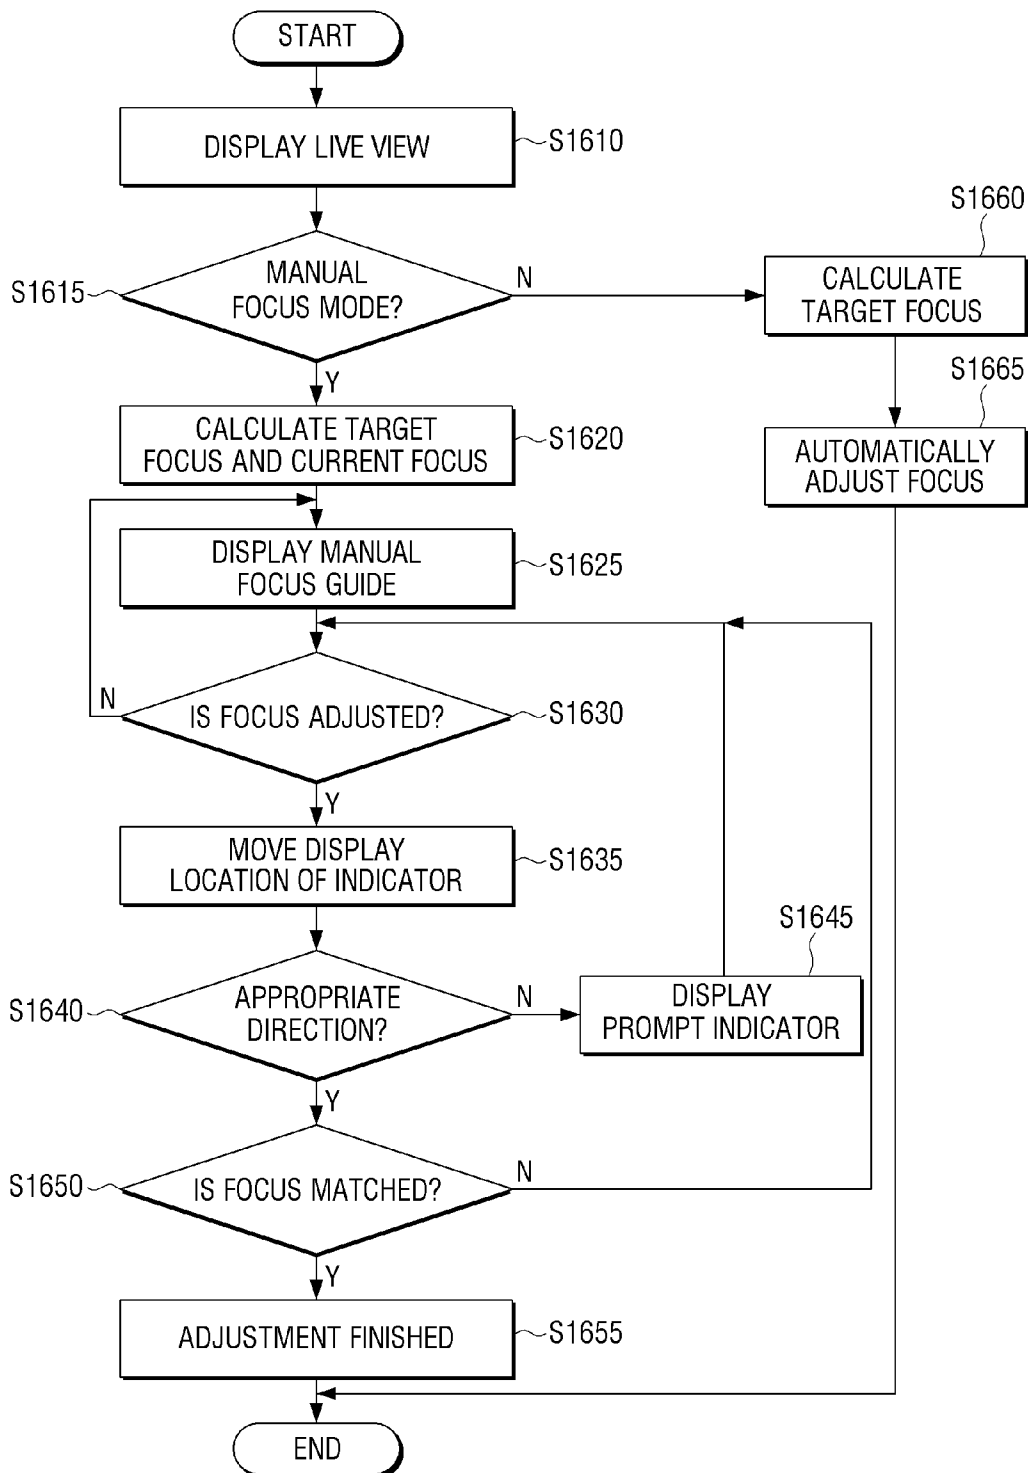 START
DISPLAY LIVE VIEW
S1610
S1660
MANUAL
FOCUS MODE?
S1615
N
Y
CALCULATE
TARGET FOCUS
S1665
AUTOMATICALLY
ADJUST FOCUS
CALCULATE TARGET
FOCUS AND CURRENT FOCUS
S1620
DISPLAY MANUAL
FOCUS GUIDE
S1625
N
IS FOCUS ADJUSTED?
S1630
Y
MOVE DISPLAY
LOCATION OF INDICATOR
S1635
S1645
S1640
APPROPRIATE
DIRECTION?
N
DISPLAY
PROMPT INDICATOR
Y
S1650
IS FOCUS MATCHED?
N
Y
ADJUSTMENT FINISHED
S1655
END